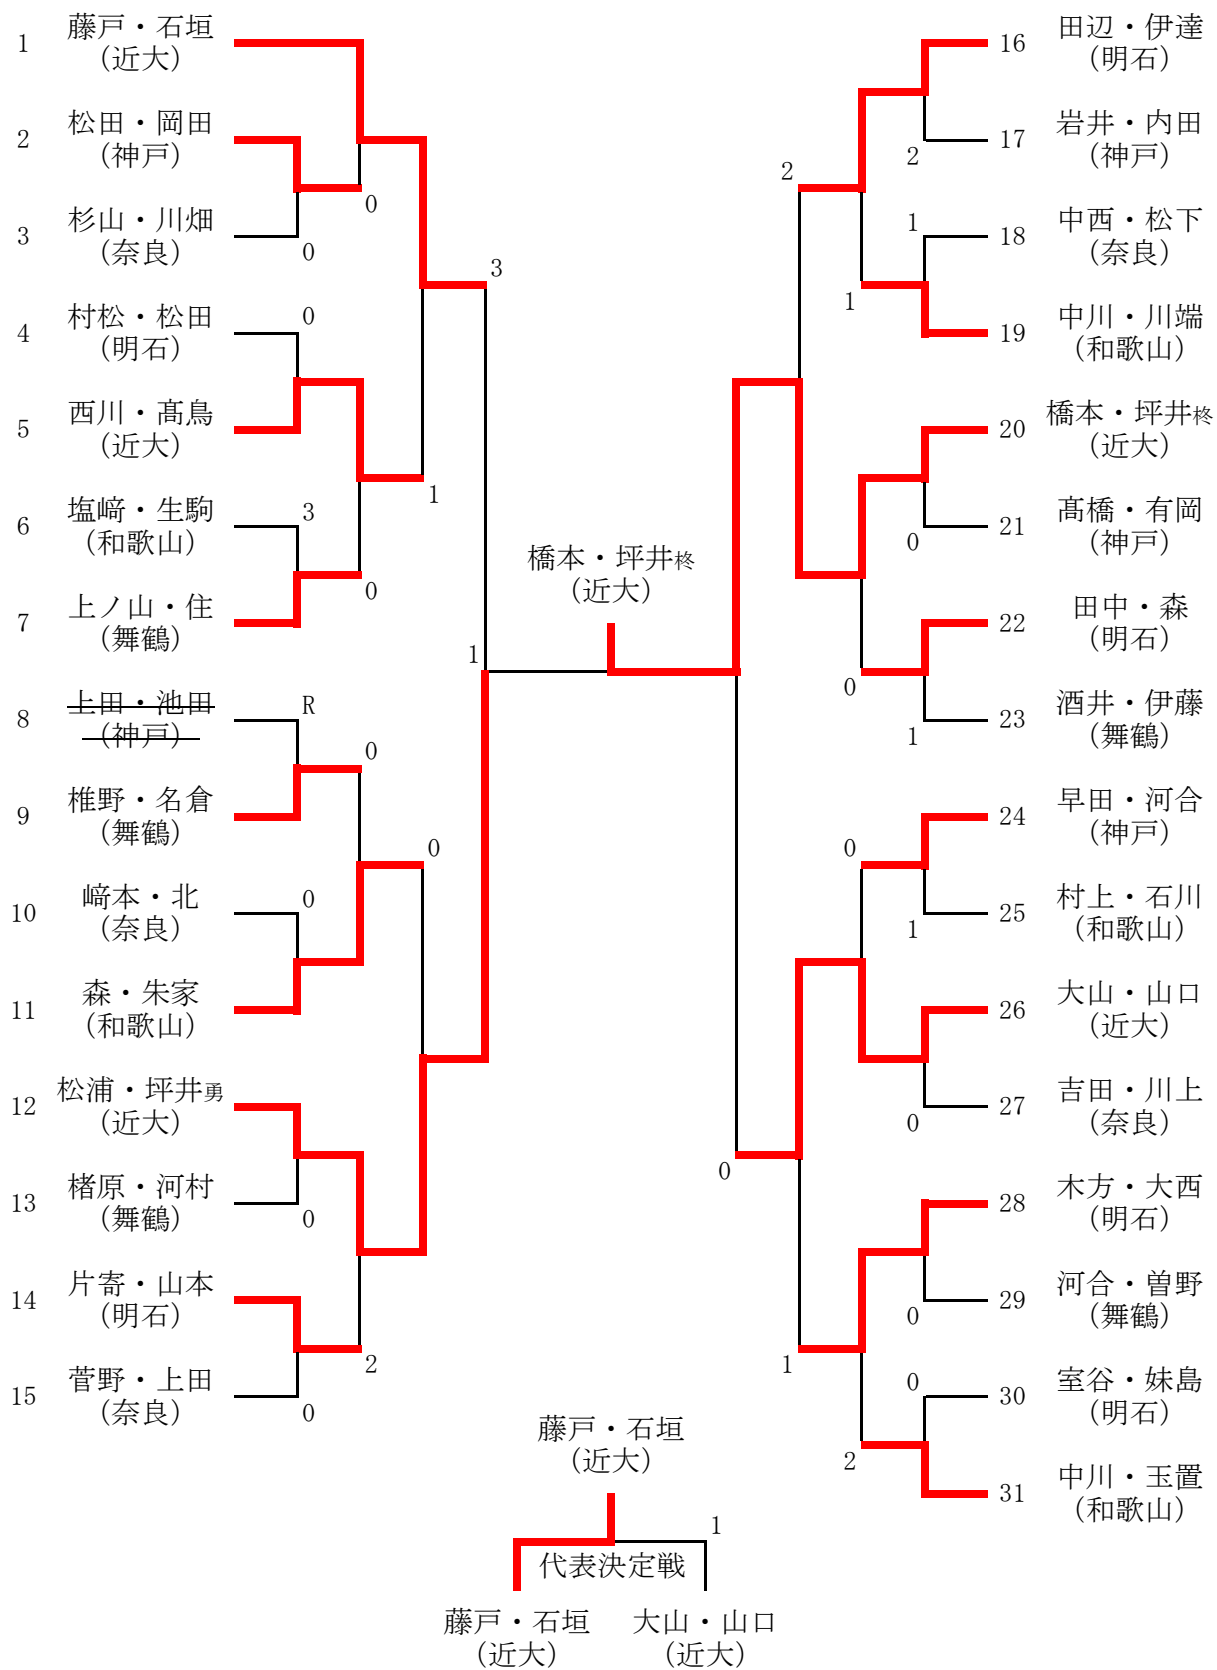 1 藤戸・石垣
(近大)
2 松田・岡田
(神戸)
0
3 杉山・川畑
(奈良)
0
3
4 村松・松田
(明石)
0
5 西川・髙鳥
(近大)
1
6 塩﨑・生駒
(和歌山)
3
0
7 上ノ山・住
(舞鶴)
1
8 上田・池田
(神戸)
R
0
9 椎野・名倉
(舞鶴)
0
10 﨑本・北
(奈良)
0
11 森・朱家
(和歌山)
12 松浦・坪井勇
(近大)
13 楮原・河村
(舞鶴)
0
14 片寄・山本
(明石)
2
15 菅野・上田
(奈良)
0
橋本・坪井柊
(近大)
16 田辺・伊達
(明石)
17 岩井・内田
(神戸)
2
2
18 中西・松下
(奈良)
1
1
19 中川・川端
(和歌山)
20 橋本・坪井柊
(近大)
21 髙橋・有岡
(神戸)
0
22 田中・森
(明石)
0
23 酒井・伊藤
(舞鶴)
1
24 早田・河合
(神戸)
0
25 村上・石川
(和歌山)
1
26 大山・山口
(近大)
27 吉田・川上
(奈良)
0
0
28 木方・大西
(明石)
29 河合・曽野
(舞鶴)
0
1
30 室谷・妹島
(明石)
0
2
31 中川・玉置
(和歌山)
藤戸・石垣
(近大)
1
代表決定戦
藤戸・石垣 大山・山口
(近大) (近大)